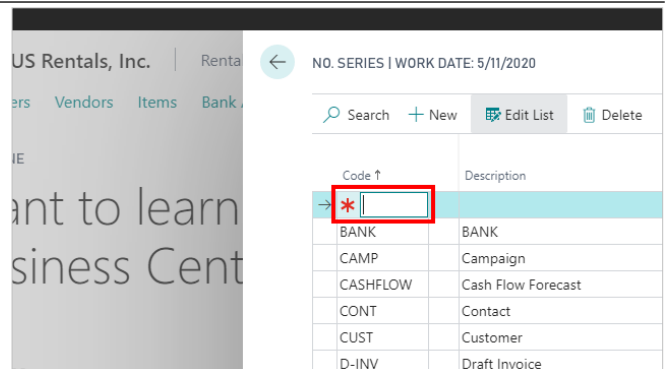 US Rentals, Inc. Renta
ers Vendors Items Bank
NE
ant to learn
siness Cent
NO. SERIES | WORK DATE: 5/11/2020
Search + New Edit List Delete
Code ↑ Description
BANK BANK
CAMP Campaign
CASHFLOW Cash Flow Forecast
CONT Contact
CUST Customer
D-INV Draft Invoice